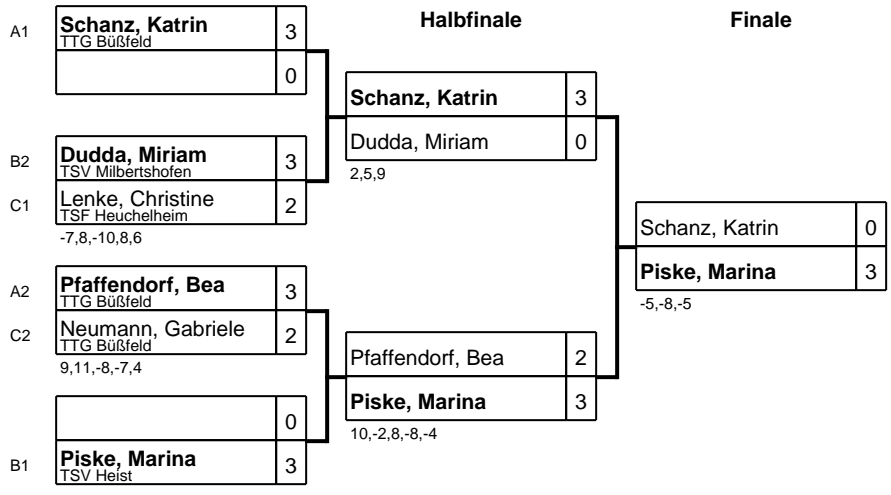 Halbfinale
Finale
A1
Schanz, Katrin 3
TTG Büßfeld
0
B2
Dudda, Miriam 3
TSV Milbertshofen
C1
Lenke, Christine 2
TSF Heuchelheim
-7,8,-10,8,6
A2
Pfaffendorf, Bea 3
TTG Büßfeld
C2
Neumann, Gabriele 2
TTG Büßfeld
9,11,-8,-7,4
0
B1
Piske, Marina 3
TSV Heist
Schanz, Katrin 3
Dudda, Miriam 0
2,5,9
Pfaffendorf, Bea 2
Piske, Marina 3
10,-2,8,-8,-4
Schanz, Katrin 0
Piske, Marina 3
-5,-8,-5